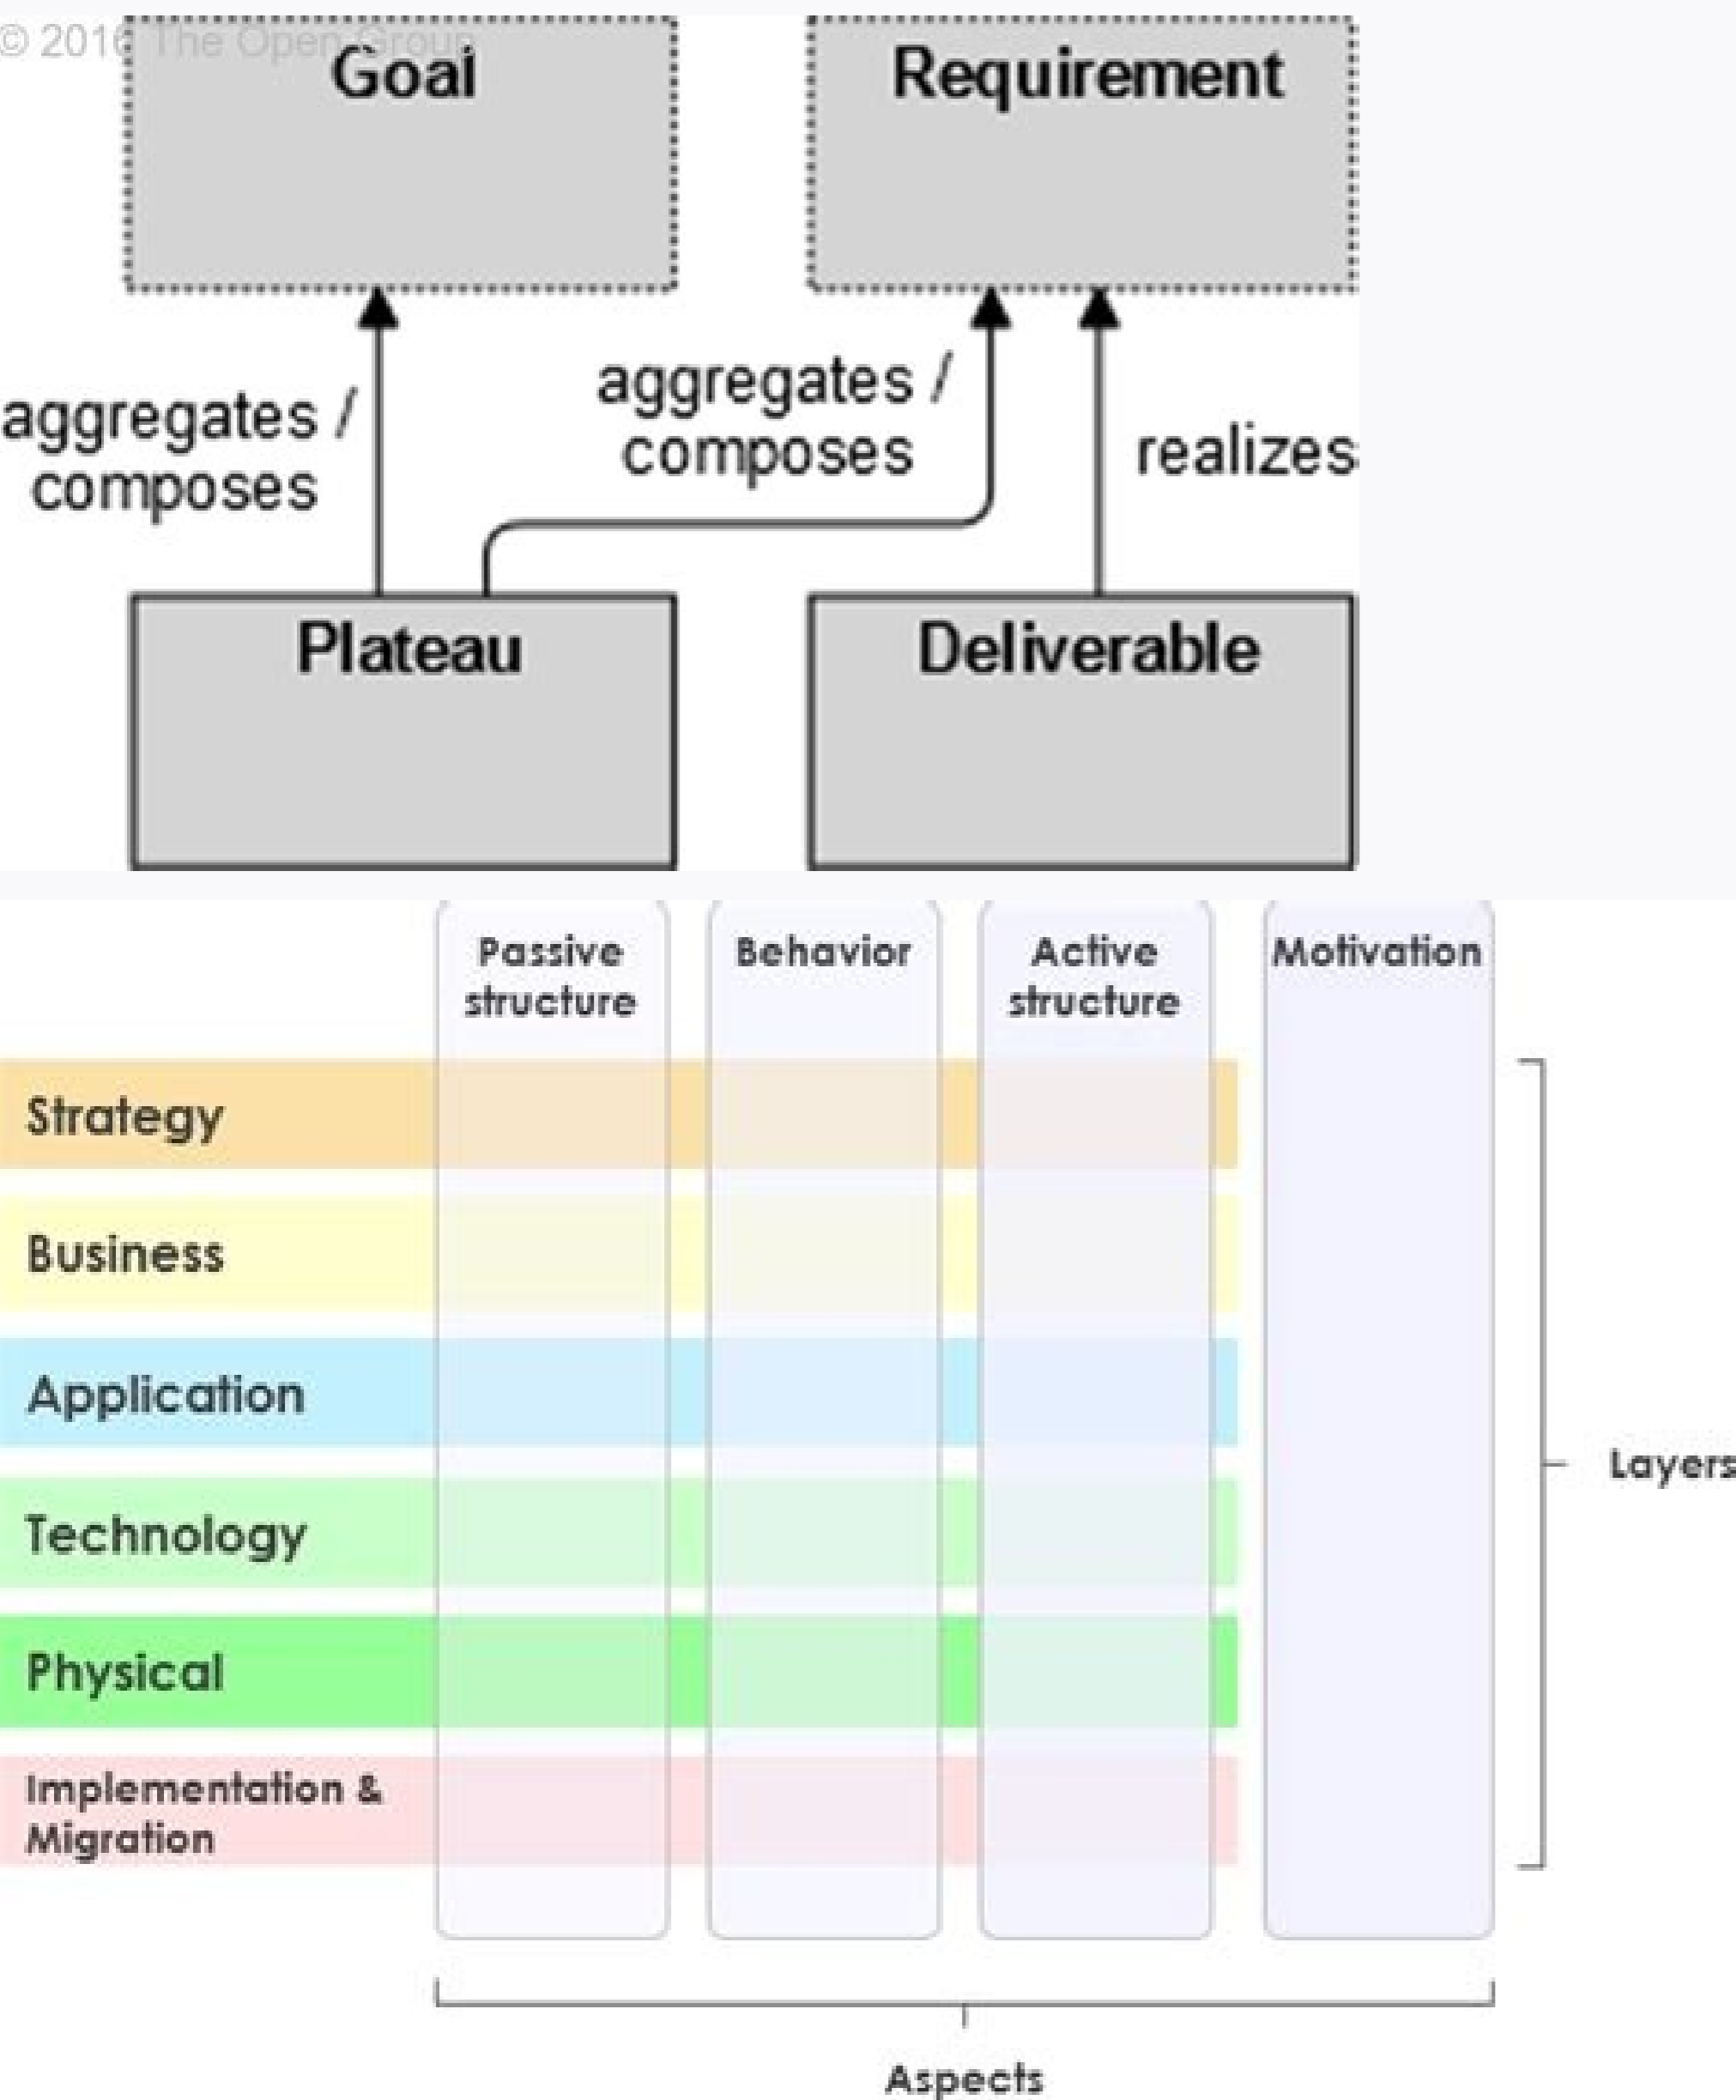 © 2016 The Open Group
Goal
Requirement
aggregates /
composes
aggregates /
composes
realizes
Plateau
Deliverable
Passive
structure
Behavior
Active
structure
Motivation
Strategy
Business
Application
Technology
Physical
Implementation &
Migration
Layers
Aspects